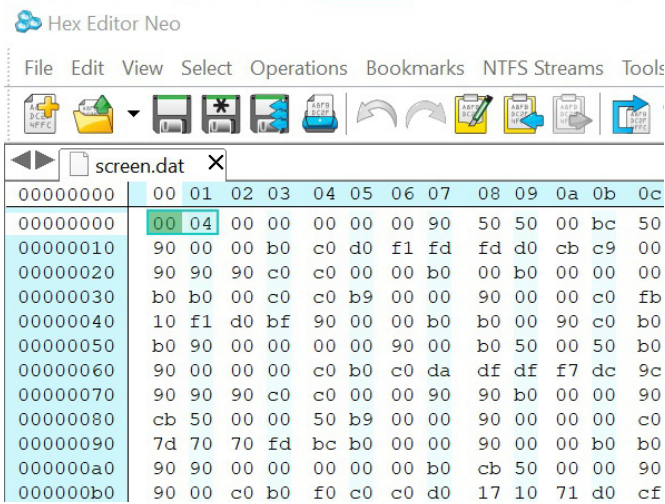 Hex Editor Neo
File Edit View Select Operations Bookmarks NTFS Streams Tools
screen.dat
00000000 00 01 02 03 04 05 06 07 08 09 0a 0b 0c
00000000 00 04 00 00 00 00 00 90 50 50 00 bc 50
00000010 90 00 00 b0 c0 d0 f1 fd fd d0 cb c9 00
00000020 90 90 90 c0 c0 00 00 b0 00 b0 00 00 00
00000030 b0 b0 00 c0 c0 b9 00 00 90 00 00 c0 fb
00000040 10 f1 d0 bf 90 00 00 b0 b0 00 90 c0 b0
00000050 b0 90 00 00 00 00 90 00 b0 50 00 50 b0
00000060 90 00 00 00 c0 b0 c0 da df df f7 dc 9c
00000070 90 90 90 c0 c0 00 00 90 90 b0 00 00 90
00000080 cb 50 00 00 50 b9 00 00 90 00 00 00 c0
00000090 7d 70 70 fd bc b0 00 00 90 00 00 b0 b0
000000a0 90 90 00 00 00 00 00 b0 cb 50 00 00 90
000000b0 90 00 c0 b0 f0 c0 c0 d0 17 10 71 d0 cf